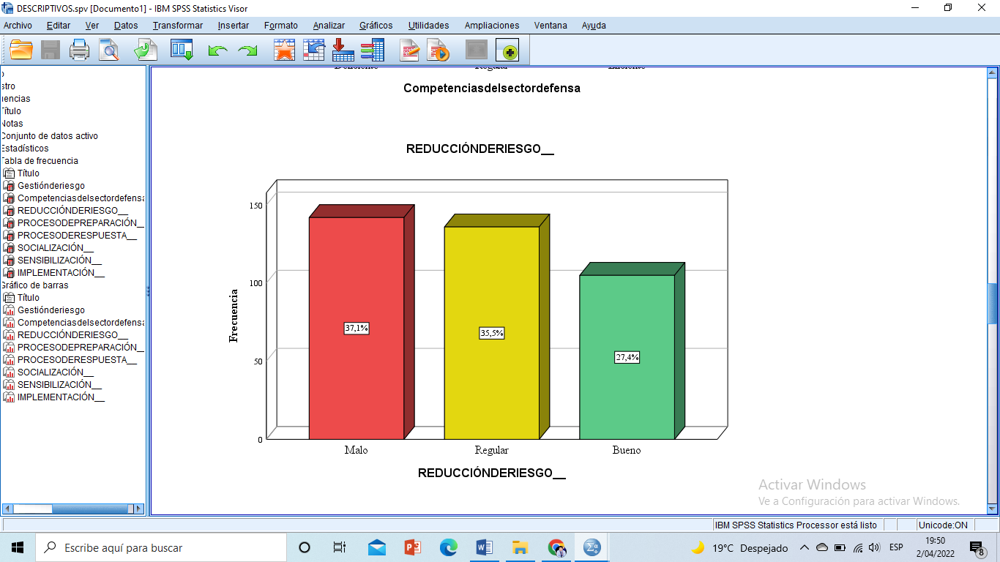 DESCRIPTIVOS.spv [Documento1] - IBM SPSS Statistics Visor
Archivo Editar Ver Datos Transformar Insertar Formato Analizar Gráficos Utilidades Ampliaciones Ventana Ayuda
Título
Notas
Conjunto de datos activo
Estadísticos
Tabla de frecuencia
Título
Gestiónderiesgo
Competenciasdelsectordefensa
REDUCCIÓNDERIESGO__
PROCESODEPREPARACIÓN__
PROCESODERESPUESTA__
SOCIALIZACIÓN__
SENSIBILIZACIÓN__
IMPLEMENTACIÓN__
Gráfico de barras
Título
Gestiónderiesgo
Competenciasdelsectordefensa
REDUCCIÓNDERIESGO__
PROCESODEPREPARACIÓN__
PROCESODERESPUESTA__
SOCIALIZACIÓN__
SENSIBILIZACIÓN__
IMPLEMENTACIÓN__
Competenciasdelsectordefensa
REDUCCIÓNDERIESGO__
Frecuencia
150
100
50
0
37,1%
35,5%
27,4%
Malo Regular Bueno
REDUCCIÓNDERIESGO__
Activar Windows
Ve a Configuración para activar Windows.
IBM SPSS Statistics Processor está listo
Unicode:ON
Escribe aquí para buscar
19°C Despejado
ESP
19:50
2/04/2022
8